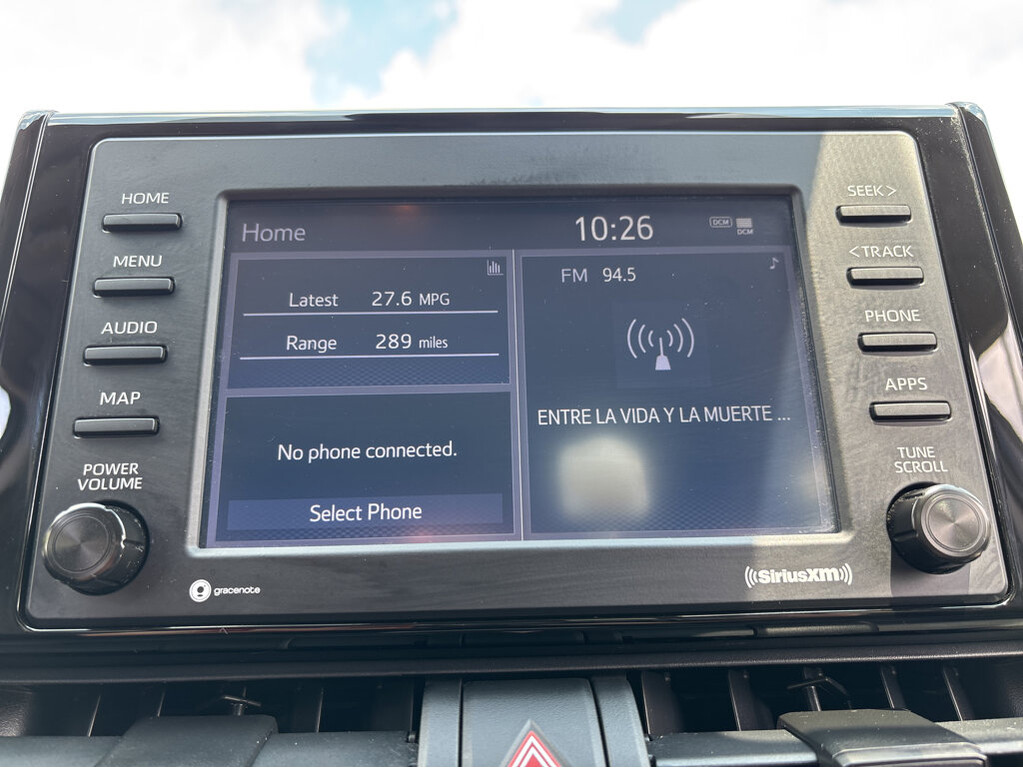 HOME
MENU
AUDIO
MAP
POWER
VOLUME
Home
10:26
DCM
DCM
Latest 27.6 MPG
Range 289 miles
No phone connected.
Select Phone
FM 94.5
ENTRE LA VIDA Y LA MUERTE ...
SEEK >
< TRACK
PHONE
APPS
TUNE
SCROLL
gracenote
((SiriusXM))